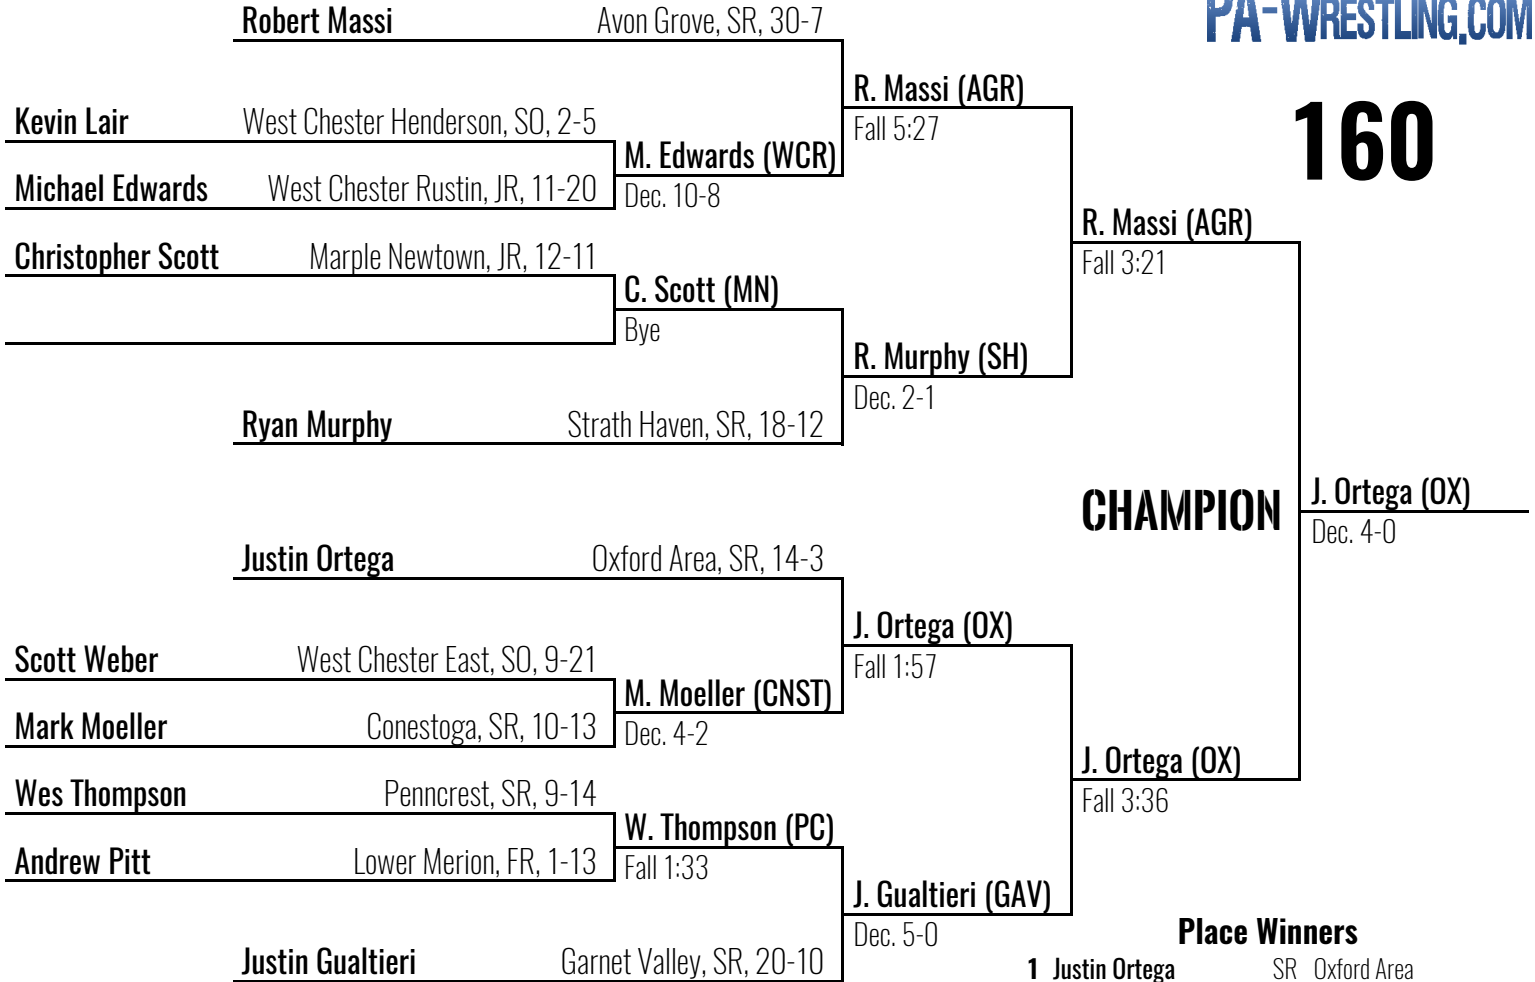 PA-WRESTLING.COM
160
Robert Massi Avon Grove, SR, 30-7
R. Massi (AGR)
Fall 5:27
Kevin Lair West Chester Henderson, SO, 2-5
M. Edwards (WCR)
Dec. 10-8
Michael Edwards West Chester Rustin, JR, 11-20
R. Massi (AGR)
Fall 3:21
Christopher Scott Marple Newtown, JR, 12-11
C. Scott (MN)
Bye
R. Murphy (SH)
Dec. 2-1
Ryan Murphy Strath Haven, SR, 18-12
CHAMPION
J. Ortega (OX)
Dec. 4-0
Justin Ortega Oxford Area, SR, 14-3
J. Ortega (OX)
Fall 1:57
Scott Weber West Chester East, SO, 9-21
M. Moeller (CNST)
Dec. 4-2
Mark Moeller Conestoga, SR, 10-13
J. Ortega (OX)
Fall 3:36
Wes Thompson Penncrest, SR, 9-14
W. Thompson (PC)
Fall 1:33
Andrew Pitt Lower Merion, FR, 1-13
J. Gualtieri (GAV)
Dec. 5-0
Justin Gualtieri Garnet Valley, SR, 20-10
Place Winners
1 Justin Ortega SR Oxford Area